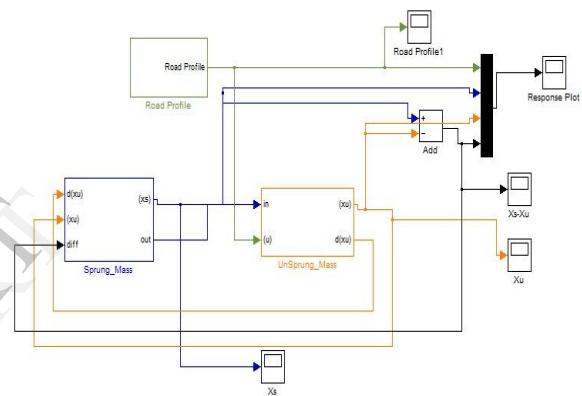 Road Profile1
Road Profile
Road Profile
Response Plot
+
−
Add
d(xu)
(xu)
diff
(xs)
out
Sprung_Mass
in
(u)
(xu)
d(xu)
UnSprung_Mass
Xs-Xu
Xu
Xs